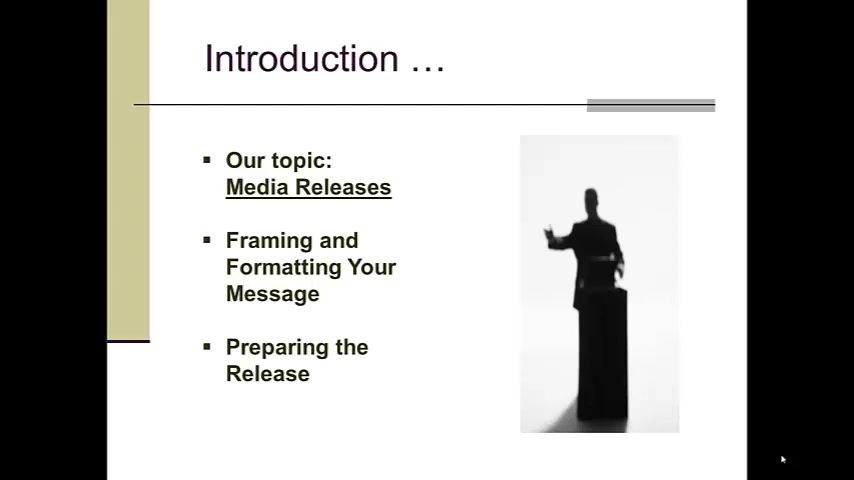 Introduction …
Our topic:
Media Releases
Framing and
Formatting Your
Message
Preparing the
Release